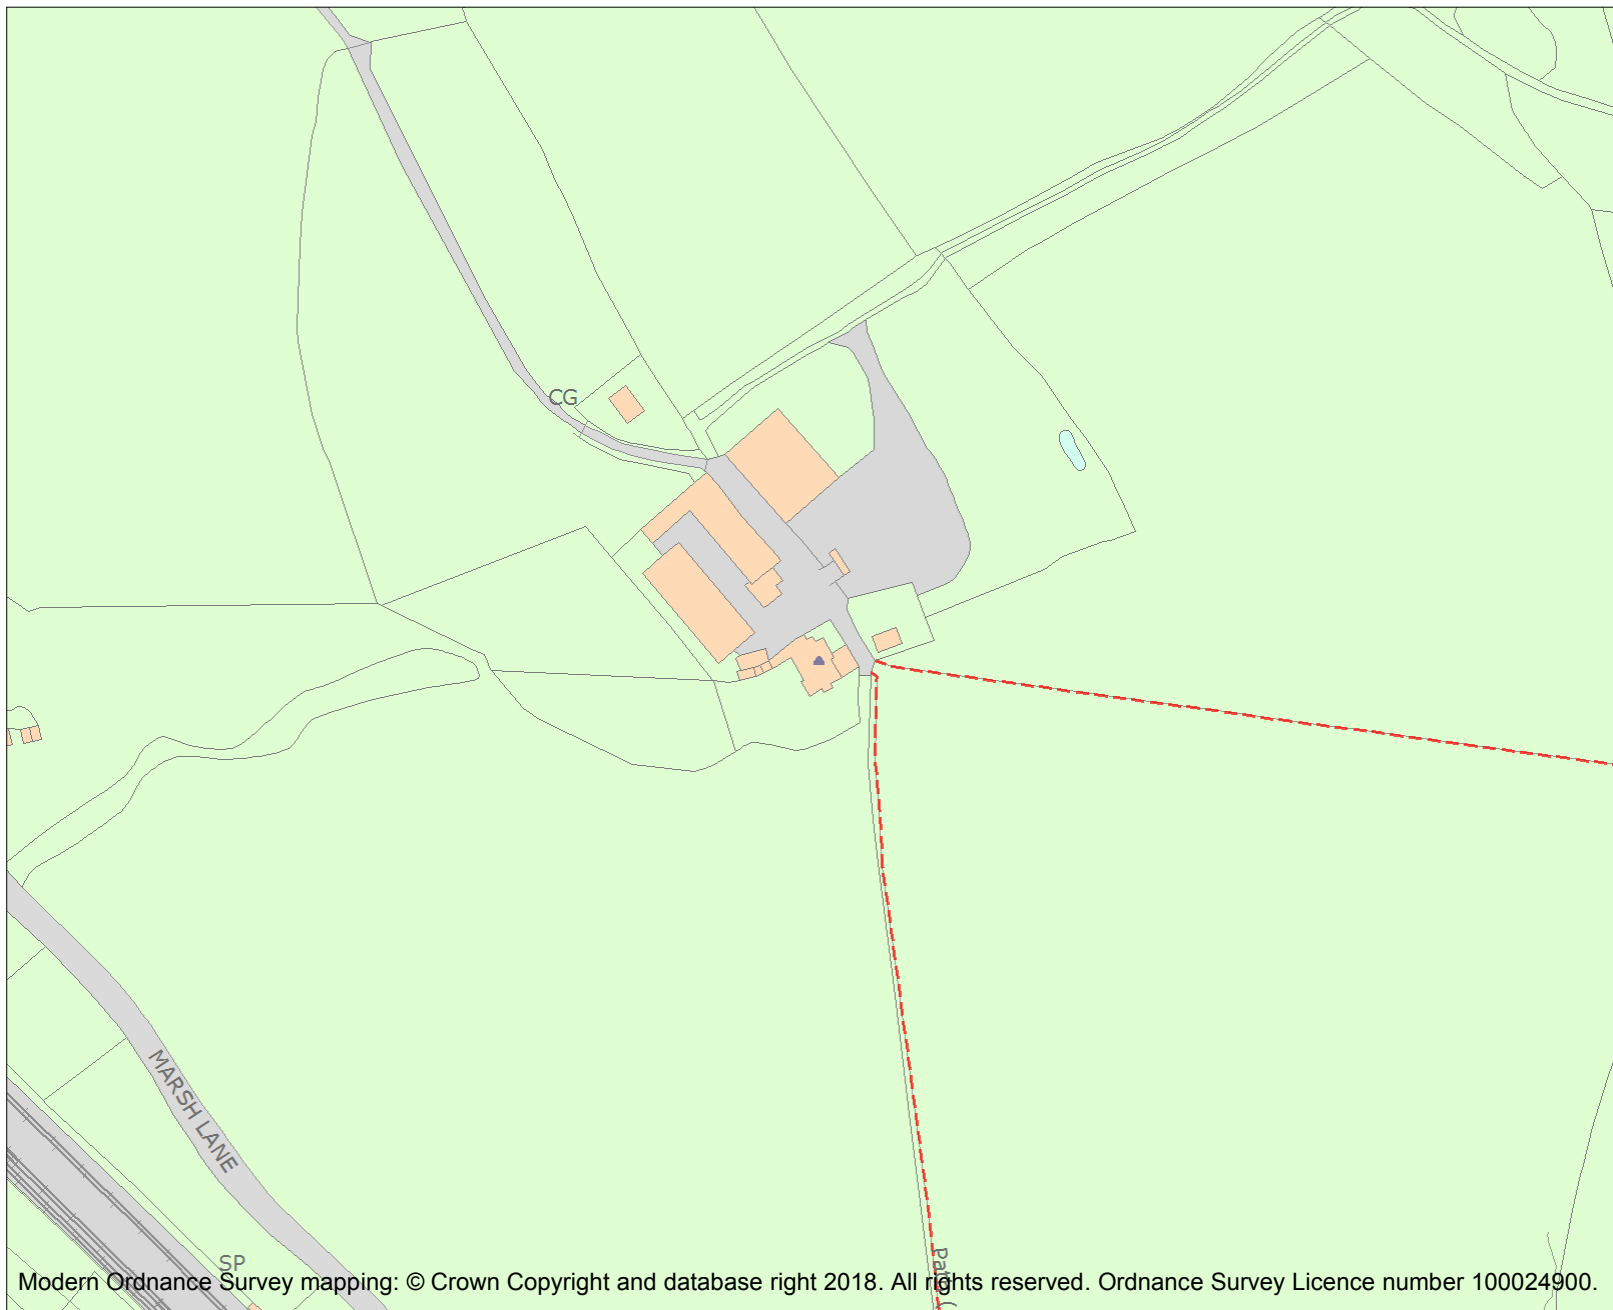 CG
MARSH LANE
SP
Modern Ordnance Survey mapping: © Crown Copyright and database right 2018. All rights reserved. Ordnance Survey Licence number 100024900.